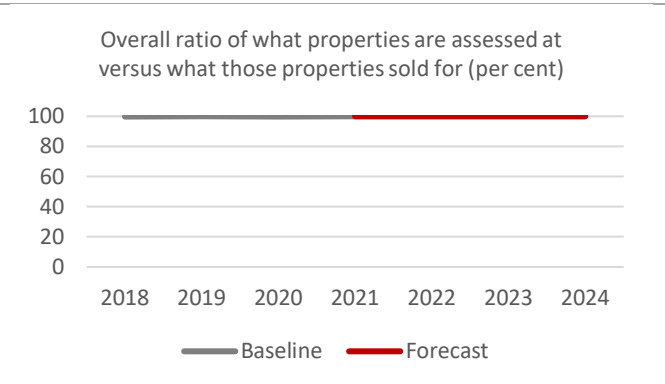 Overall ratio of what properties are assessed at
versus what those properties sold for (per cent)
100
80
60
40
20
0
2018 2019 2020 2021 2022 2023 2024
Baseline Forecast